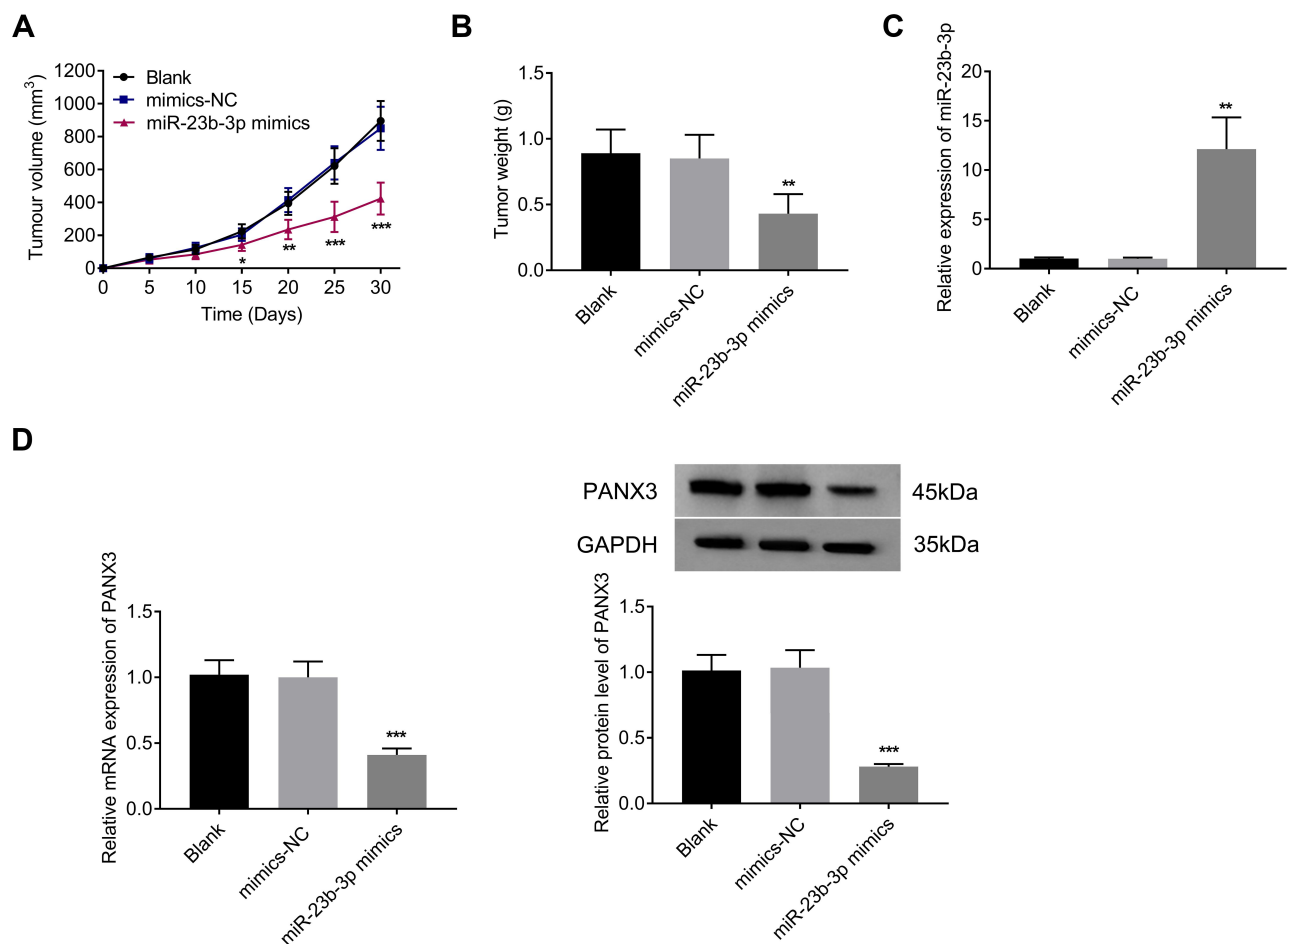 A
Tumour volume (mm3)
1200
1000
800
600
400
200
0
Blank
mimics-NC
miR-23b-3p mimics
*
**
***
***
0 5 10 15 20 25 30
Time (Days)
B
Tumor weight (g)
1.5
1.0
0.5
0.0
**
Blank
mimics-NC
miR-23b-3p mimics
C
Relative expression of miR-23b-3p
20
15
10
5
0
**
Blank
mimics-NC
miR-23b-3p mimics
D
Relative mRNA expression of PANX3
1.5
1.0
0.5
0.0
***
Blank
mimics-NC
miR-23b-3p mimics
PANX3 45kDa
GAPDH 35kDa
Relative protein level of PANX3
1.5
1.0
0.5
0.0
***
Blank
mimics-NC
miR-23b-3p mimics